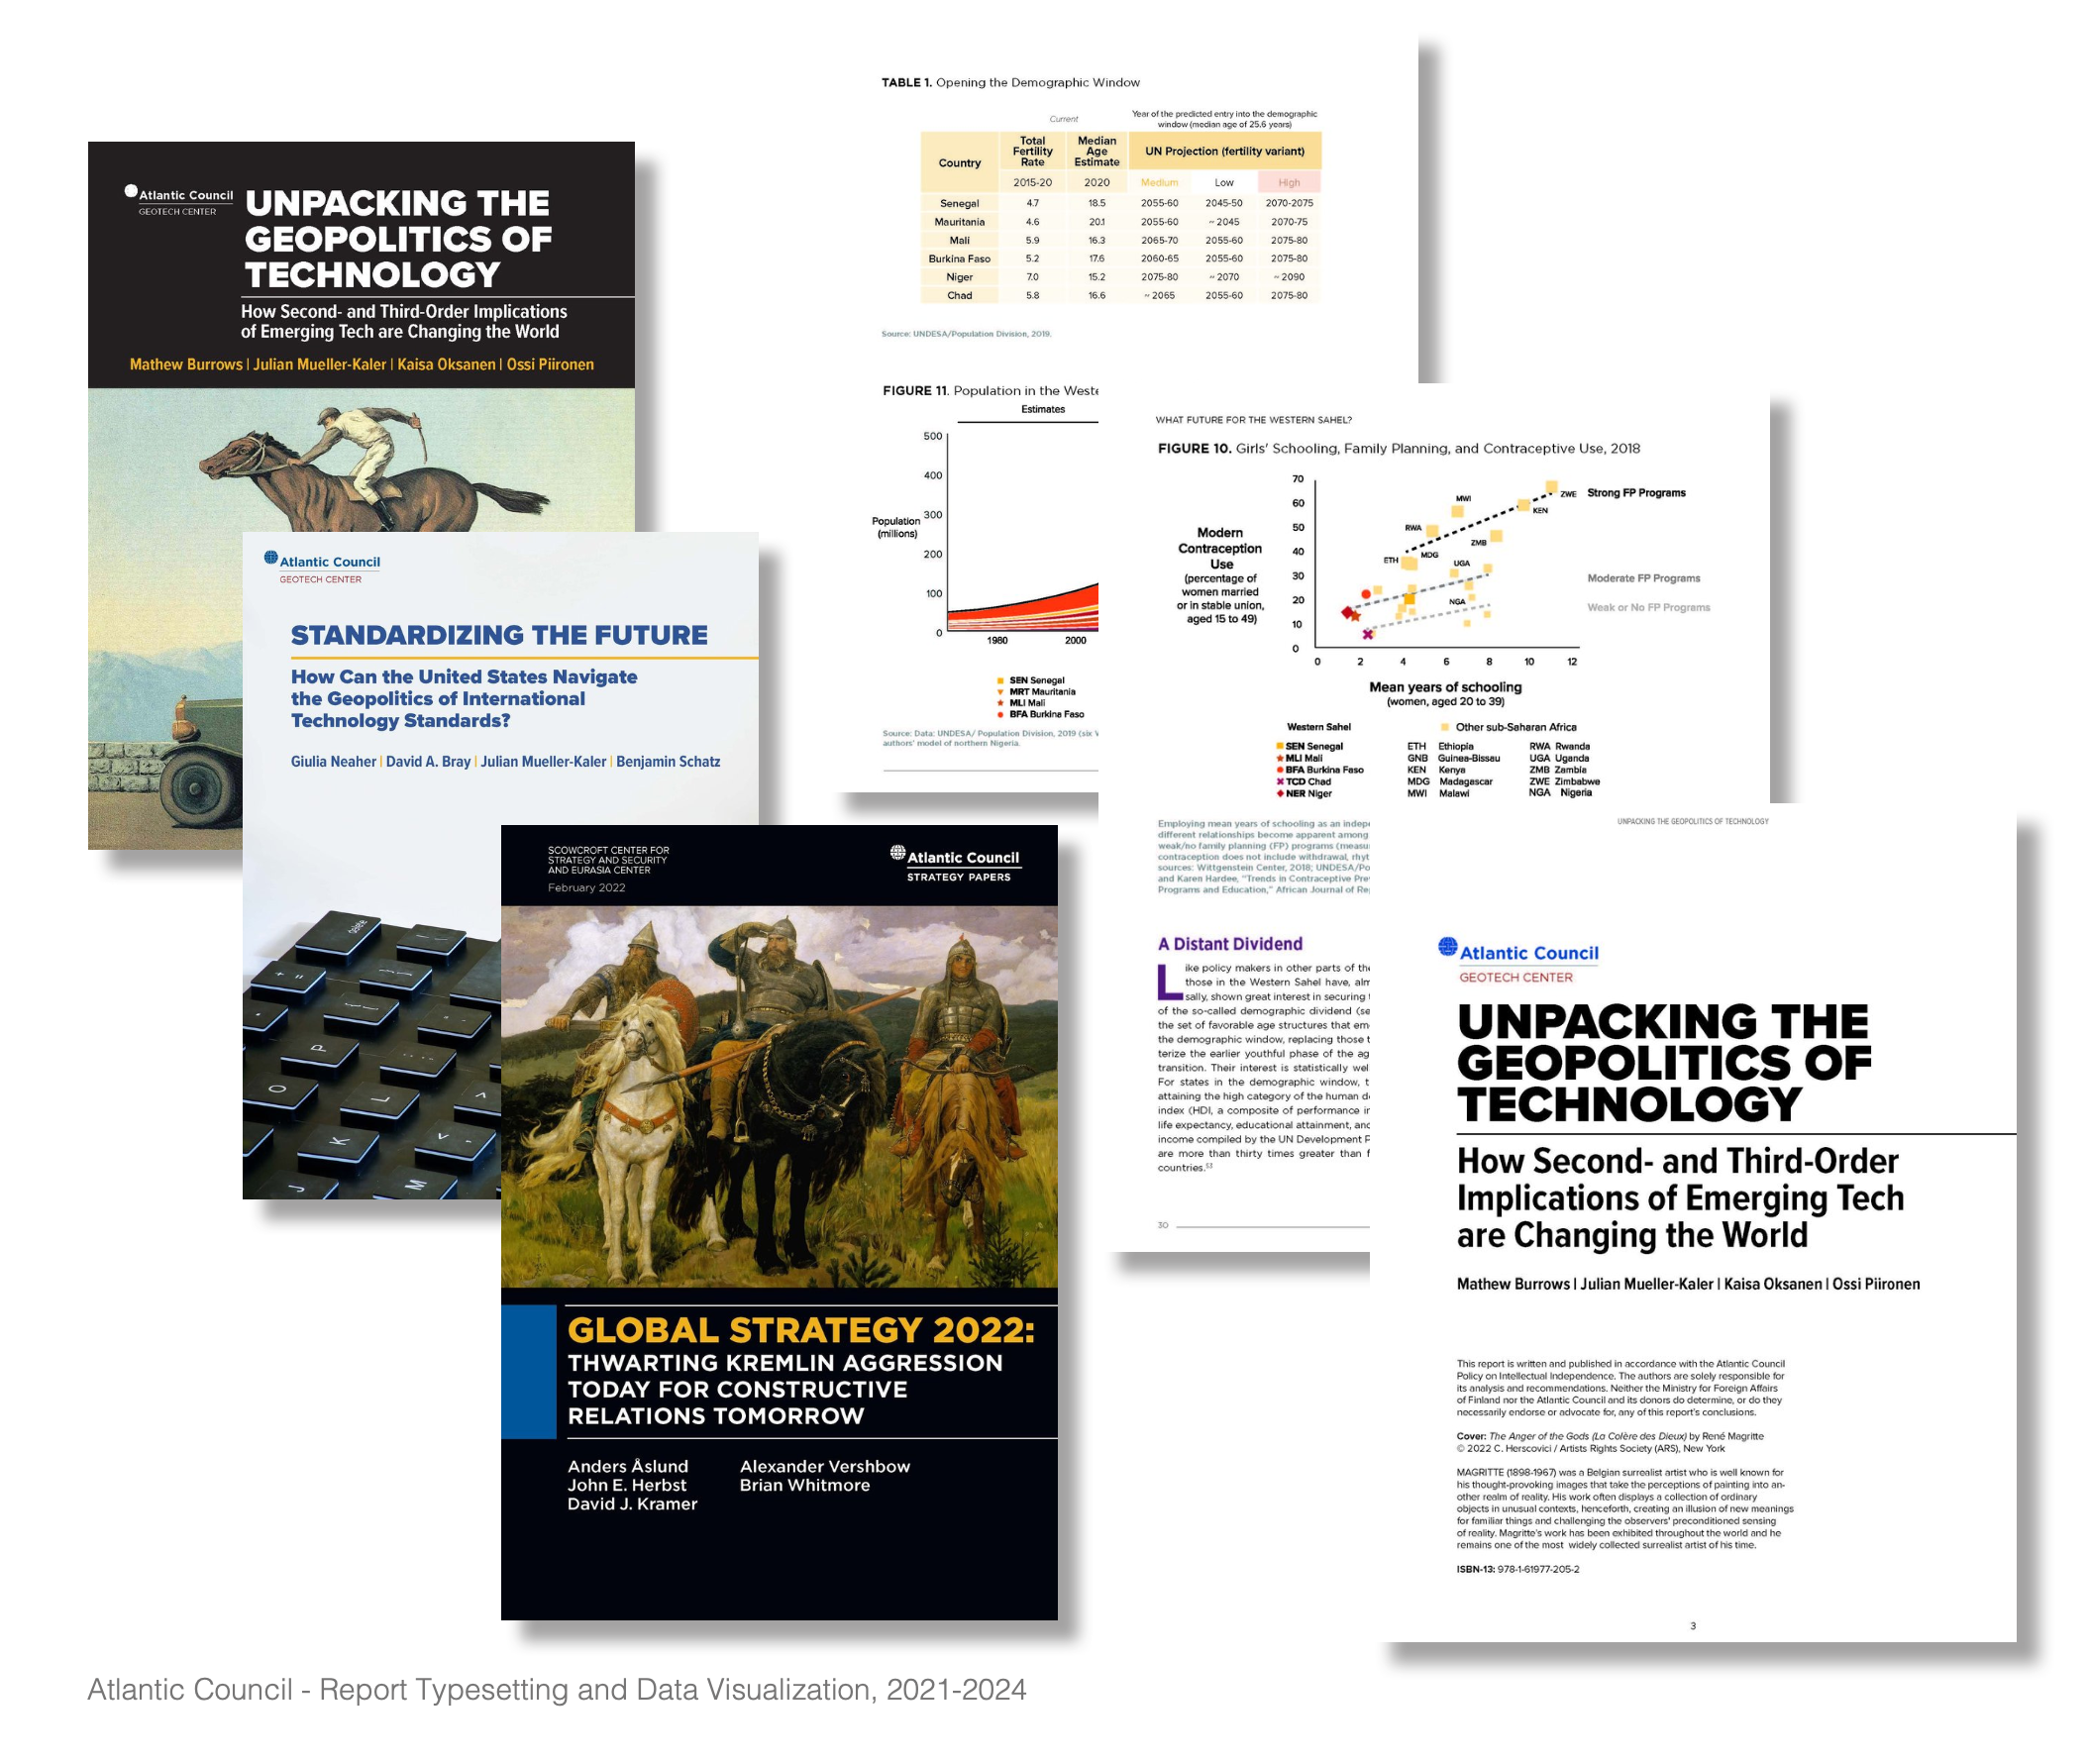 Atlantic Council
GEOTECH CENTER
UNPACKING THE
GEOPOLITICS OF
TECHNOLOGY
How Second- and Third-Order Implications
of Emerging Tech are Changing the World
Mathew Burrows | Julian Mueller-Kaler | Kaisa Oksanen | Ossi Piironen
Atlantic Council
GEOTECH CENTER
STANDARDIZING THE FUTURE
How Can the United States Navigate
the Geopolitics of International
Technology Standards?
Giulia Neaher | David A. Bray | Julian Mueller-Kaler | Benjamin Schatz
SCOWCROFT CENTER FOR
STRATEGY AND SECURITY
AND EURASIA CENTER
February 2022
Atlantic Council
STRATEGY PAPERS
GLOBAL STRATEGY 2022:
THWARTING KREMLIN AGGRESSION
TODAY FOR CONSTRUCTIVE
RELATIONS TOMORROW
Anders Åslund
John E. Herbst
David J. Kramer
Alexander Vershbow
Brian Whitmore
TABLE 1. Opening the Demographic Window
Current
Year of the predicted entry into the demographic
window (median age of 25.6 years)
Country Total Fertility Rate Median Age Estimate UN Projection (fertility variant)
2015-20 2020 Medium Low High
Senegal 4.7 18.5 2055-60 2045-50 2070-2075
Mauritania 4.6 20.1 2055-60 ~ 2045 2070-75
Mali 5.9 16.3 2065-70 2055-60 2075-80
Burkina Faso 5.2 17.6 2060-65 2055-60 2075-80
Niger 7.0 15.2 2075-80 ~ 2070 ~ 2090
Chad 5.8 16.6 ~ 2065 2055-60 2075-80
Source: UNDESA/Population Division, 2019.
FIGURE 11. Population in the Weste
Estimates
500
400
300
200
100
0
Population
(millions)
1980 2000
SEN Senegal
MRT Mauritania
MLI Mali
BFA Burkina Faso
Source: Data: UNDESA/ Population Division, 2019 (six
authors' model of northern Nigeria.
WHAT FUTURE FOR THE WESTERN SAHEL?
FIGURE 10. Girls' Schooling, Family Planning, and Contraceptive Use, 2018
Modern
Contraception
Use
(percentage of
women married
or in stable union,
aged 15 to 49)
70
60
50
40
30
20
10
0
MWI
ZWE
KEN
RWA
ZMB
ETH
MDG
UGA
NGA
Strong FP Programs
Moderate FP Programs
Weak or No FP Programs
0 2 4 6 8 10 12
Mean years of schooling
(women, aged 20 to 39)
Western Sahel
SEN Senegal
MLI Mali
BFA Burkina Faso
TCD Chad
NER Niger
Other sub-Saharan Africa
ETH Ethiopia RWA Rwanda
GNB Guinea-Bissau UGA Uganda
KEN Kenya ZMB Zambia
MDG Madagascar ZWE Zimbabwe
MWI Malawi NGA Nigeria
Employing mean years of schooling as an indepe
different relationships become apparent among
weak/no family planning (FP) programs (measu
contraception does not include withdrawal, rhyt
sources: Wittgenstein Center, 2018; UNDESA/Po
and Karen Hardee, "Trends in Contraceptive Pre
Programs and Education," African Journal of Re
A Distant Dividend
Like policy makers in other parts of the
those in the Western Sahel have, alm
sally, shown great interest in securing
of the so-called demographic dividend (se
the set of favorable age structures that em
the demographic window, replacing those t
terize the earlier youthful phase of the ag
transition. Their interest is statistically wel
For states in the demographic window, t
attaining the high category of the human d
index (HDI, a composite of performance in
life expectancy, educational attainment, and
income compiled by the UN Development P
are more than thirty times greater than f
countries.53
30
UNPACKING THE GEOPOLITICS OF TECHNOLOGY
Atlantic Council
GEOTECH CENTER
UNPACKING THE
GEOPOLITICS OF
TECHNOLOGY
How Second- and Third-Order
Implications of Emerging Tech
are Changing the World
Mathew Burrows | Julian Mueller-Kaler | Kaisa Oksanen | Ossi Piironen
This report is written and published in accordance with the Atlantic Council
Policy on Intellectual Independence. The authors are solely responsible for
its analysis and recommendations. Neither the Ministry for Foreign Affairs
of Finland nor the Atlantic Council and its donors do determine, or do they
necessarily endorse or advocate for, any of this report's conclusions.
Cover: The Anger of the Gods (La Colère des Dieux) by René Magritte
© 2022 C. Herscovici / Artists Rights Society (ARS), New York
MAGRITTE (1898-1967) was a Belgian surrealist artist who is well known for
his thought-provoking images that take the perceptions of painting into an-
other realm of reality. His work often displays a collection of ordinary
objects in unusual contexts, henceforth, creating an illusion of new meanings
for familiar things and challenging the observers' preconditioned sensing
of reality. Magritte's work has been exhibited throughout the world and he
remains one of the most widely collected surrealist artist of his time.
ISBN-13: 978-1-61977-205-2
3
Atlantic Council - Report Typesetting and Data Visualization, 2021-2024